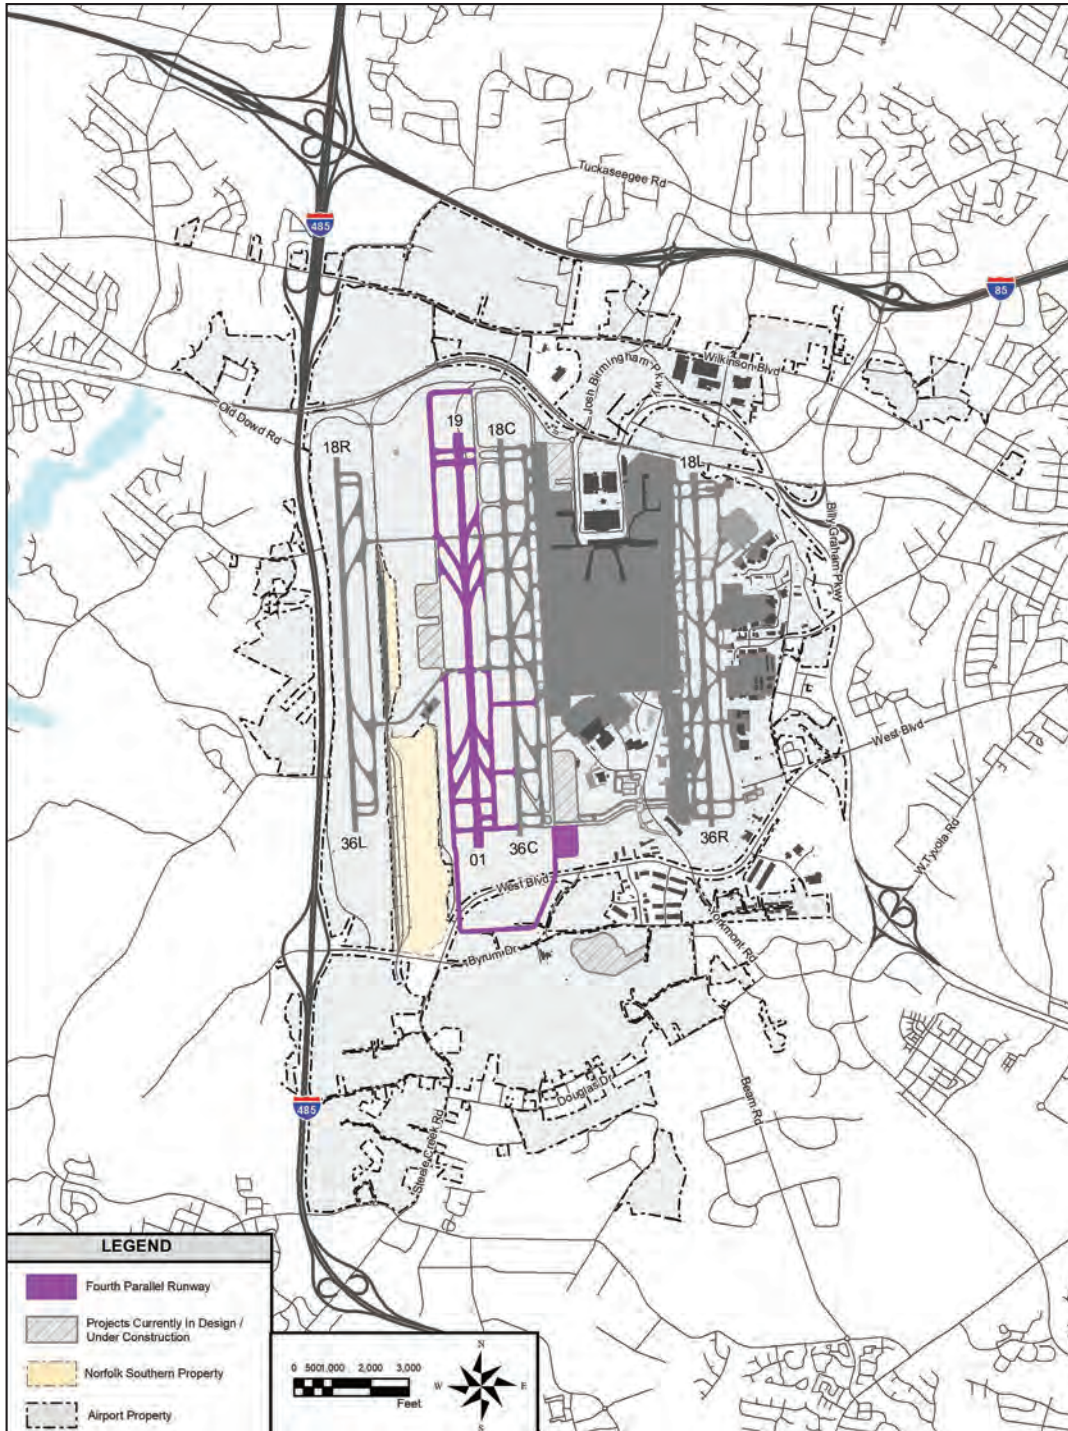 Tuckaseegee Rd
485
85
Wilkinson Blvd
Josh Birmingham Pkwy
Old Dowd Rd
19
18C
18R
18L
Billy Graham Pkwy
West Blvd
W Tyvola Rd
36L
01
36C
36R
West Blvd
Yorkmont Rd
Byrum Dr
Douglas Dr
Beam Rd
485
Steele Creek Rd
LEGEND
Fourth Parallel Runway
Projects Currently In Design /
Under Construction
Norfolk Southern Property
Airport Property
0 5001,000 2,000 3,000
Feet
N
W E
S